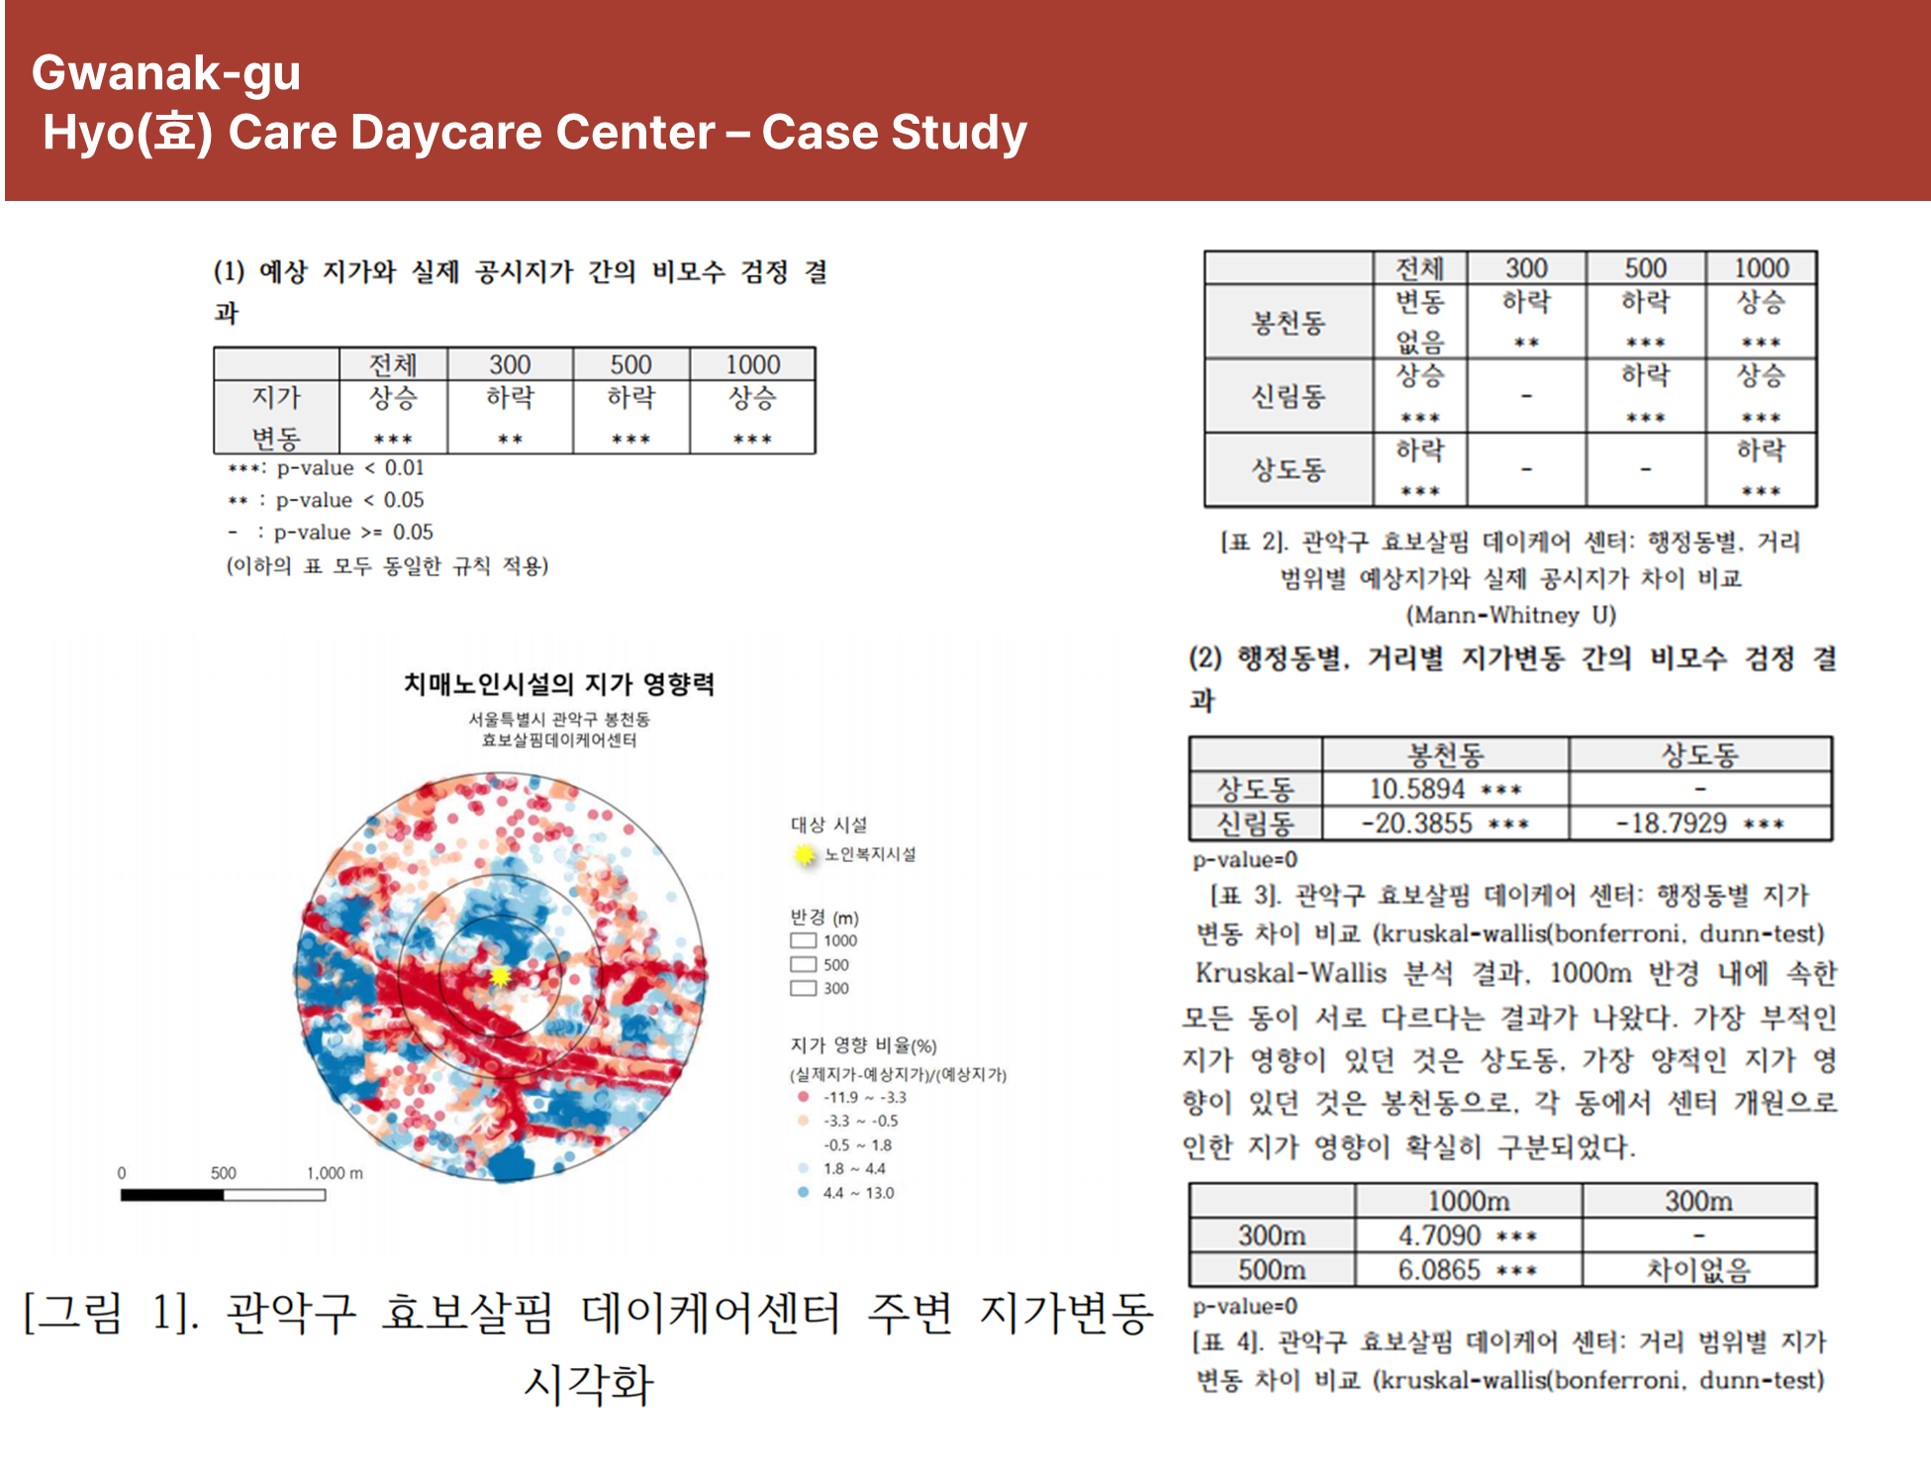 Gwanak-gu
Hyo(효) Care Daycare Center – Case Study
(1) 예상 지가와 실제 공시지가 간의 비모수 검정 결
과
전체 300 500 1000
지가 상승 하락 하락 상승
변동 *** ** *** ***
***: p-value < 0.01
** : p-value < 0.05
- : p-value >= 0.05
(이하의 표 모두 동일한 규칙 적용)
치매노인시설의 지가 영향력
서울특별시 관악구 봉천동
효보살핌데이케어센터
대상 시설
노인복지시설
반경 (m)
1000
500
300
지가 영향 비율(%)
(실제지가-예상지가)/(예상지가)
-11.9 ~ -3.3
-3.3 ~ -0.5
-0.5 ~ 1.8
1.8 ~ 4.4
4.4 ~ 13.0
0 500 1,000 m
[그림 1]. 관악구 효보살핌 데이케어센터 주변 지가변동
시각화
전체 300 500 1000
봉천동 변동 하락 하락 상승
없음 ** *** ***
신림동 상승 - 하락 상승
*** *** ***
상도동 하락 - - 하락
*** ***
[표 2]. 관악구 효보살핌 데이케어 센터: 행정동별, 거리
범위별 예상지가와 실제 공시지가 차이 비교
(Mann-Whitney U)
(2) 행정동별, 거리별 지가변동 간의 비모수 검정 결
과
봉천동 상도동
상도동 10.5894 *** -
신림동 -20.3855 *** -18.7929 ***
p-value=0
[표 3]. 관악구 효보살핌 데이케어 센터: 행정동별 지가
변동 차이 비교 (kruskal-wallis(bonferroni, dunn-test)
Kruskal-Wallis 분석 결과, 1000m 반경 내에 속한
모든 동이 서로 다르다는 결과가 나왔다. 가장 부적인
지가 영향이 있던 것은 상도동, 가장 양적인 지가 영
향이 있던 것은 봉천동으로, 각 동에서 센터 개원으로
인한 지가 영향이 확실히 구분되었다.
1000m 300m
300m 4.7090 *** -
500m 6.0865 *** 차이없음
p-value=0
[표 4]. 관악구 효보살핌 데이케어 센터: 거리 범위별 지가
변동 차이 비교 (kruskal-wallis(bonferroni, dunn-test)